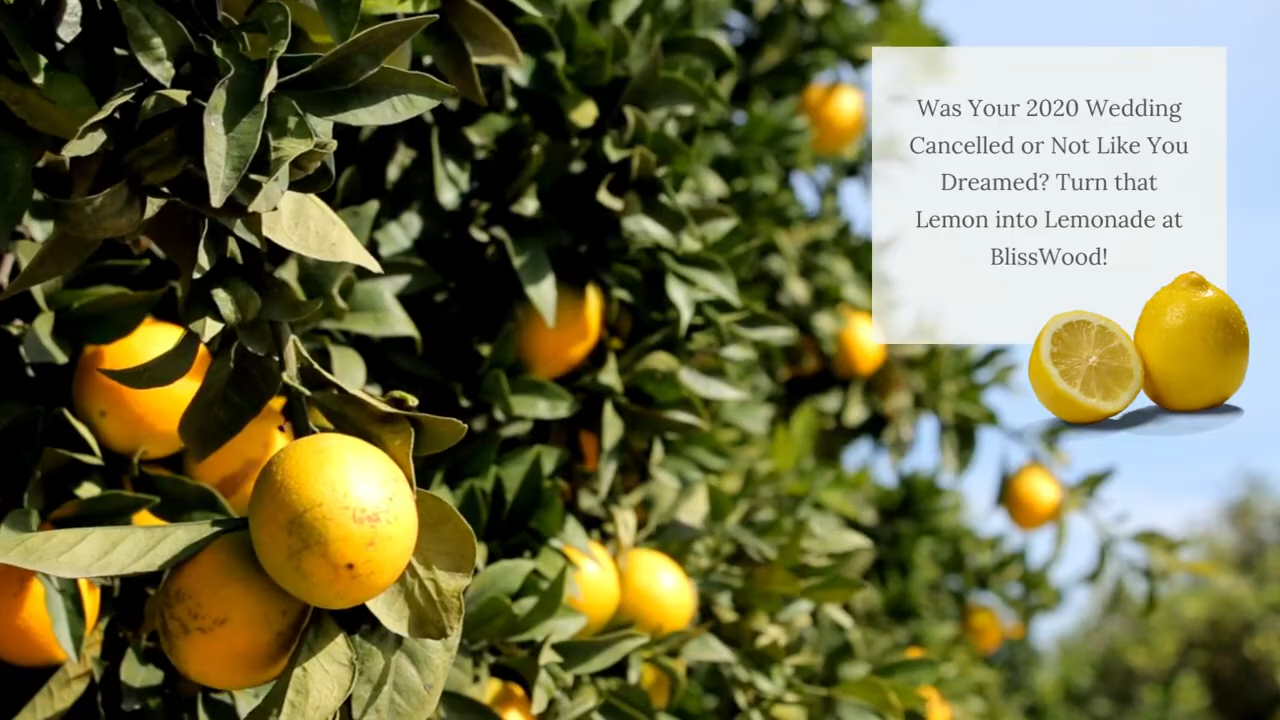 Was Your 2020 Wedding
Cancelled or Not Like You
Dreamed? Turn that
Lemon into Lemonade at
BlissWood!